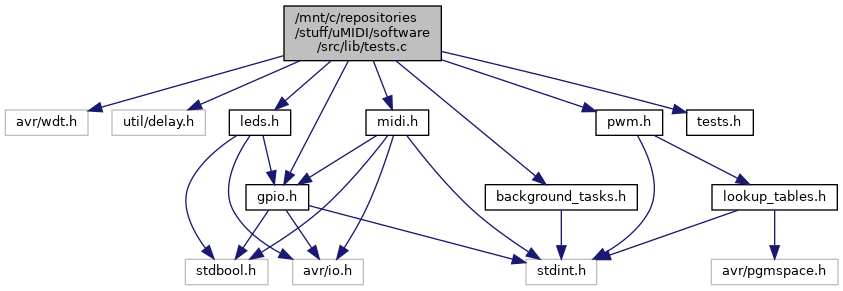 /mnt/c/repositories
/stuff/uMIDI/software
/src/lib/tests.c
avr/wdt.h
util/delay.h
leds.h
midi.h
pwm.h
tests.h
gpio.h
background_tasks.h
lookup_tables.h
stdbool.h
avr/io.h
stdint.h
avr/pgmspace.h